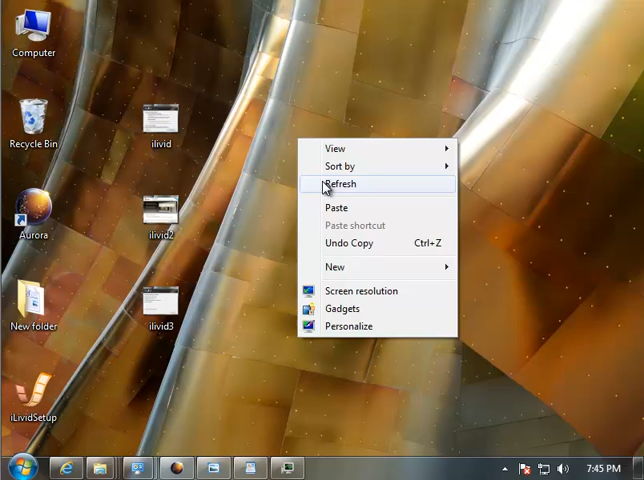 Computer
Recycle Bin
ilivid
Aurora
ilivid2
New folder
ilivid3
iLividSetup
View
Sort by
Refresh
Paste
Paste shortcut
Undo Copy Ctrl+Z
New
Screen resolution
Gadgets
Personalize
7:45 PM